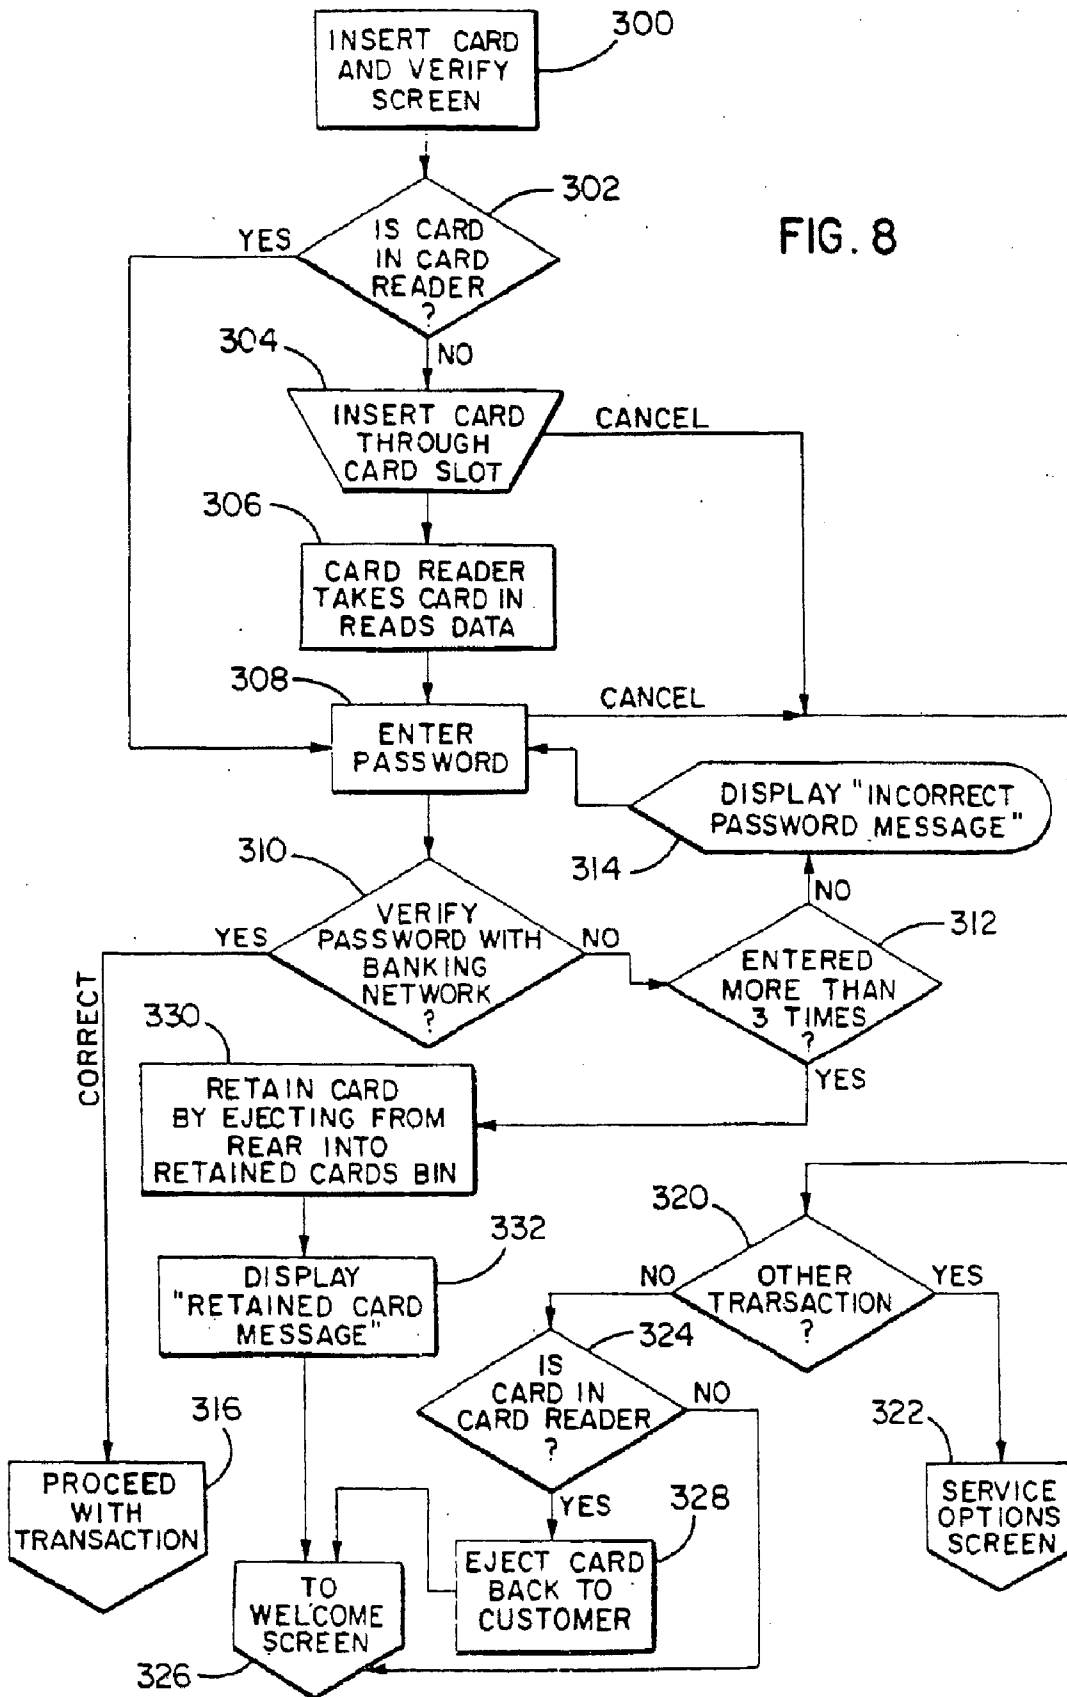 300
INSERT CARD
AND VERIFY
SCREEN
302
FIG. 8
YES
IS CARD
IN CARD
READER
?
304
NO
INSERT CARD
THROUGH
CARD SLOT
CANCEL
306
CARD READER
TAKES CARD IN
READS DATA
308
CANCEL
ENTER
PASSWORD
DISPLAY "INCORRECT
PASSWORD MESSAGE"
314
310
NO
312
VERIFY
PASSWORD WITH
BANKING
NETWORK
?
YES
NO
ENTERED
MORE THAN
3 TIMES
?
CORRECT
330
YES
RETAIN CARD
BY EJECTING FROM
REAR INTO
RETAINED CARDS BIN
320
332
DISPLAY
"RETAINED CARD
MESSAGE"
NO
OTHER
TRARSACTION
?
YES
324
IS
CARD IN
CARD READER
?
NO
316
322
PROCEED
WITH
TRANSACTION
YES
328
SERVICE
OPTIONS
SCREEN
EJECT CARD
BACK TO
CUSTOMER
TO
WELCOME
SCREEN
326